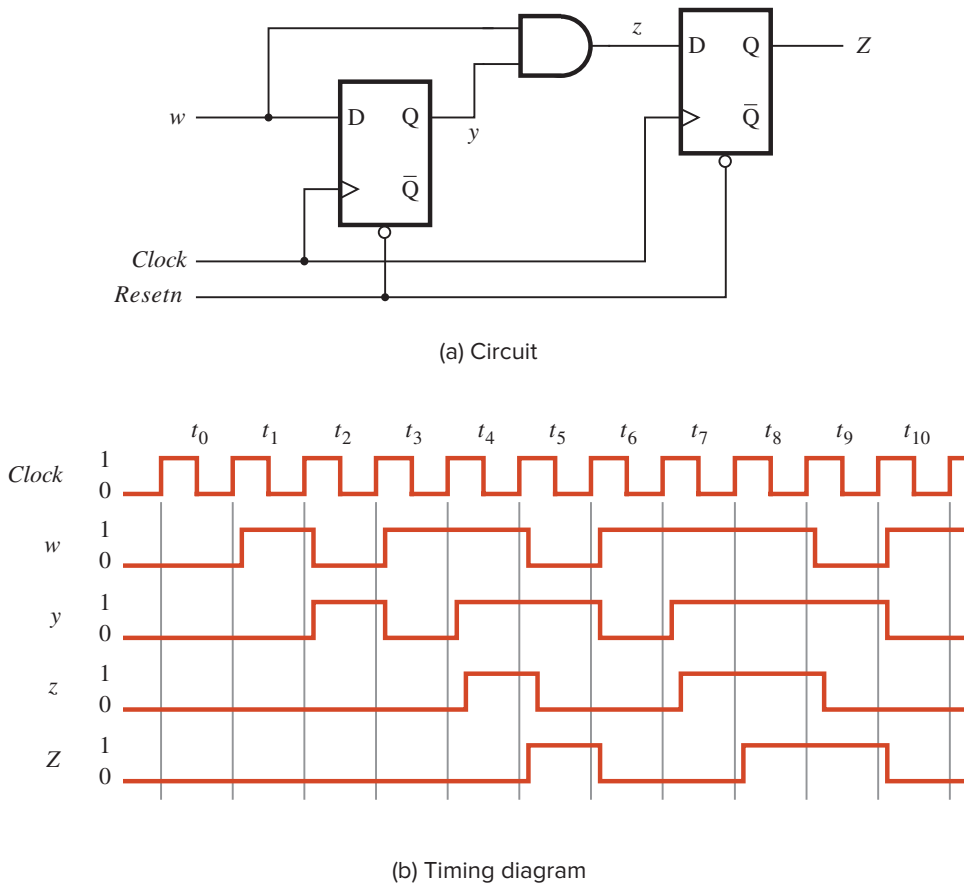 z
D Q Z
w D Q
y
Q̅
Q̅
Clock
Resetn
(a) Circuit
t₀ t₁ t₂ t₃ t₄ t₅ t₆ t₇ t₈ t₉ t₁₀
Clock 1
0
w 1
0
y 1
0
z 1
0
Z 1
0
(b) Timing diagram